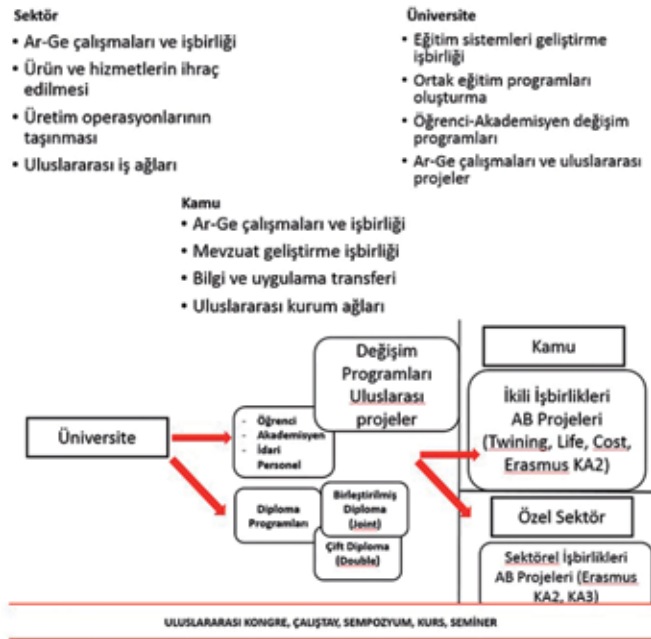 Sektör
• Ar-Ge çalışmaları ve işbirliği
• Ürün ve hizmetlerin ihraç
edilmesi
• Üretim operasyonlarının
taşınması
• Uluslararası iş ağları
Üniversite
• Eğitim sistemleri geliştirme
işbirliği
• Ortak eğitim programları
oluşturma
• Öğrenci-Akademisyen değişim
programları
• Ar-Ge çalışmaları ve uluslararası
projeler
Kamu
• Ar-Ge çalışmaları ve işbirliği
• Mevzuat geliştirme işbirliği
• Bilgi ve uygulama transferi
• Uluslararası kurum ağları
Üniversite
- Öğrenci
- Akademisyen
- İdari
Personel
Değişim
Programları
Uluslarası
projeler
Diploma
Programları
Birleştirilmiş
Diploma
(Joint)
Çift Diploma
(Double)
Kamu
İkili İşbirlikleri
AB Projeleri
(Twining, Life, Cost,
Erasmus KA2)
Özel Sektör
Sektörel İşbirlikleri
AB Projeleri (Erasmus
KA2, KA3)
ULUSLARARASI KONGRE, ÇALIŞTAY, SEMPOZYUM, KURS, SEMİNER